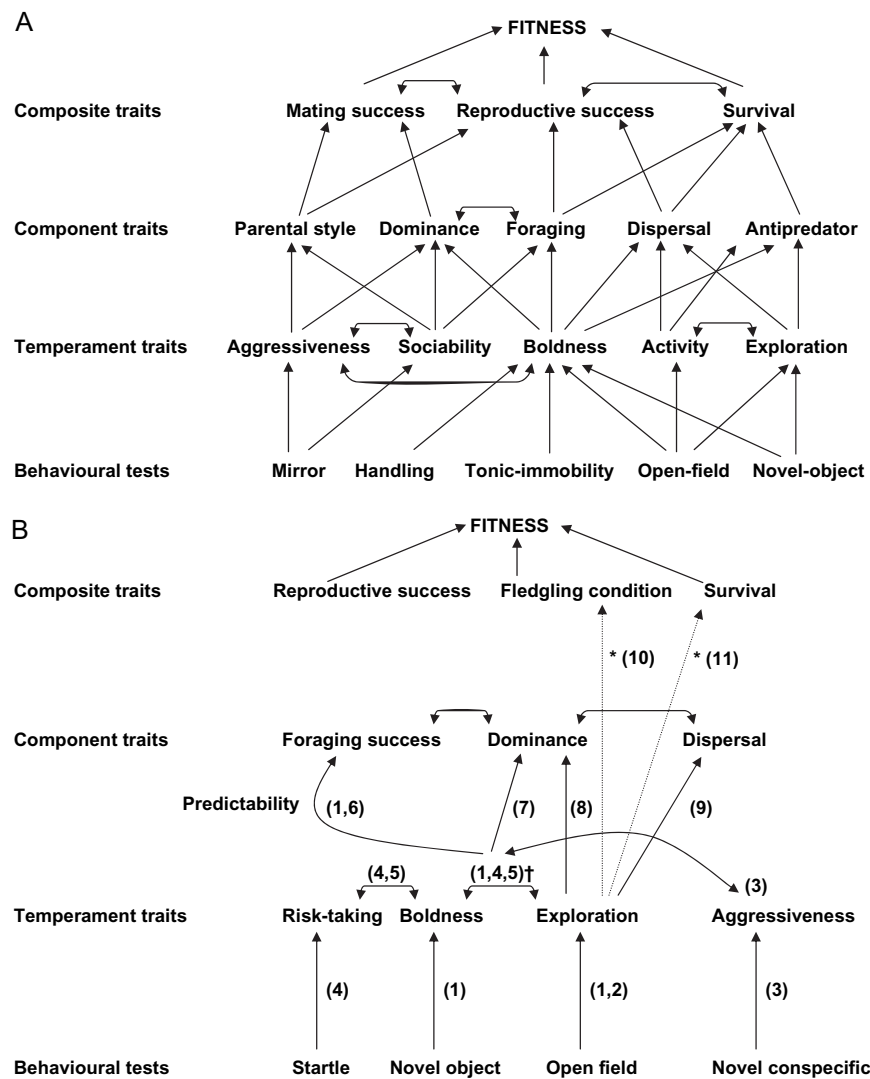 A
FITNESS
Composite traits Mating success Reproductive success Survival
Component traits Parental style Dominance Foraging Dispersal Antipredator
Temperament traits Aggressiveness Sociability Boldness Activity Exploration
Behavioural tests Mirror Handling Tonic-immobility Open-field Novel-object
B
FITNESS
Composite traits Reproductive success Fledgling condition Survival
* (10) * (11)
Component traits Foraging success Dominance Dispersal
Predictability (1,6) (7) (8) (9)
(4,5) (1,4,5)† (3)
Temperament traits Risk-taking Boldness Exploration Aggressiveness
(4) (1) (1,2) (3)
Behavioural tests Startle Novel object Open field Novel conspecific